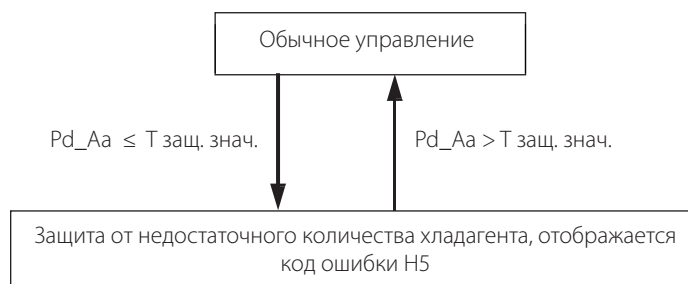 Обычное управление
Pd_Aa ≤ T защ. знач.
Pd_Aa > T защ. знач.
Защита от недостаточного количества хладагента, отображается
код ошибки H5